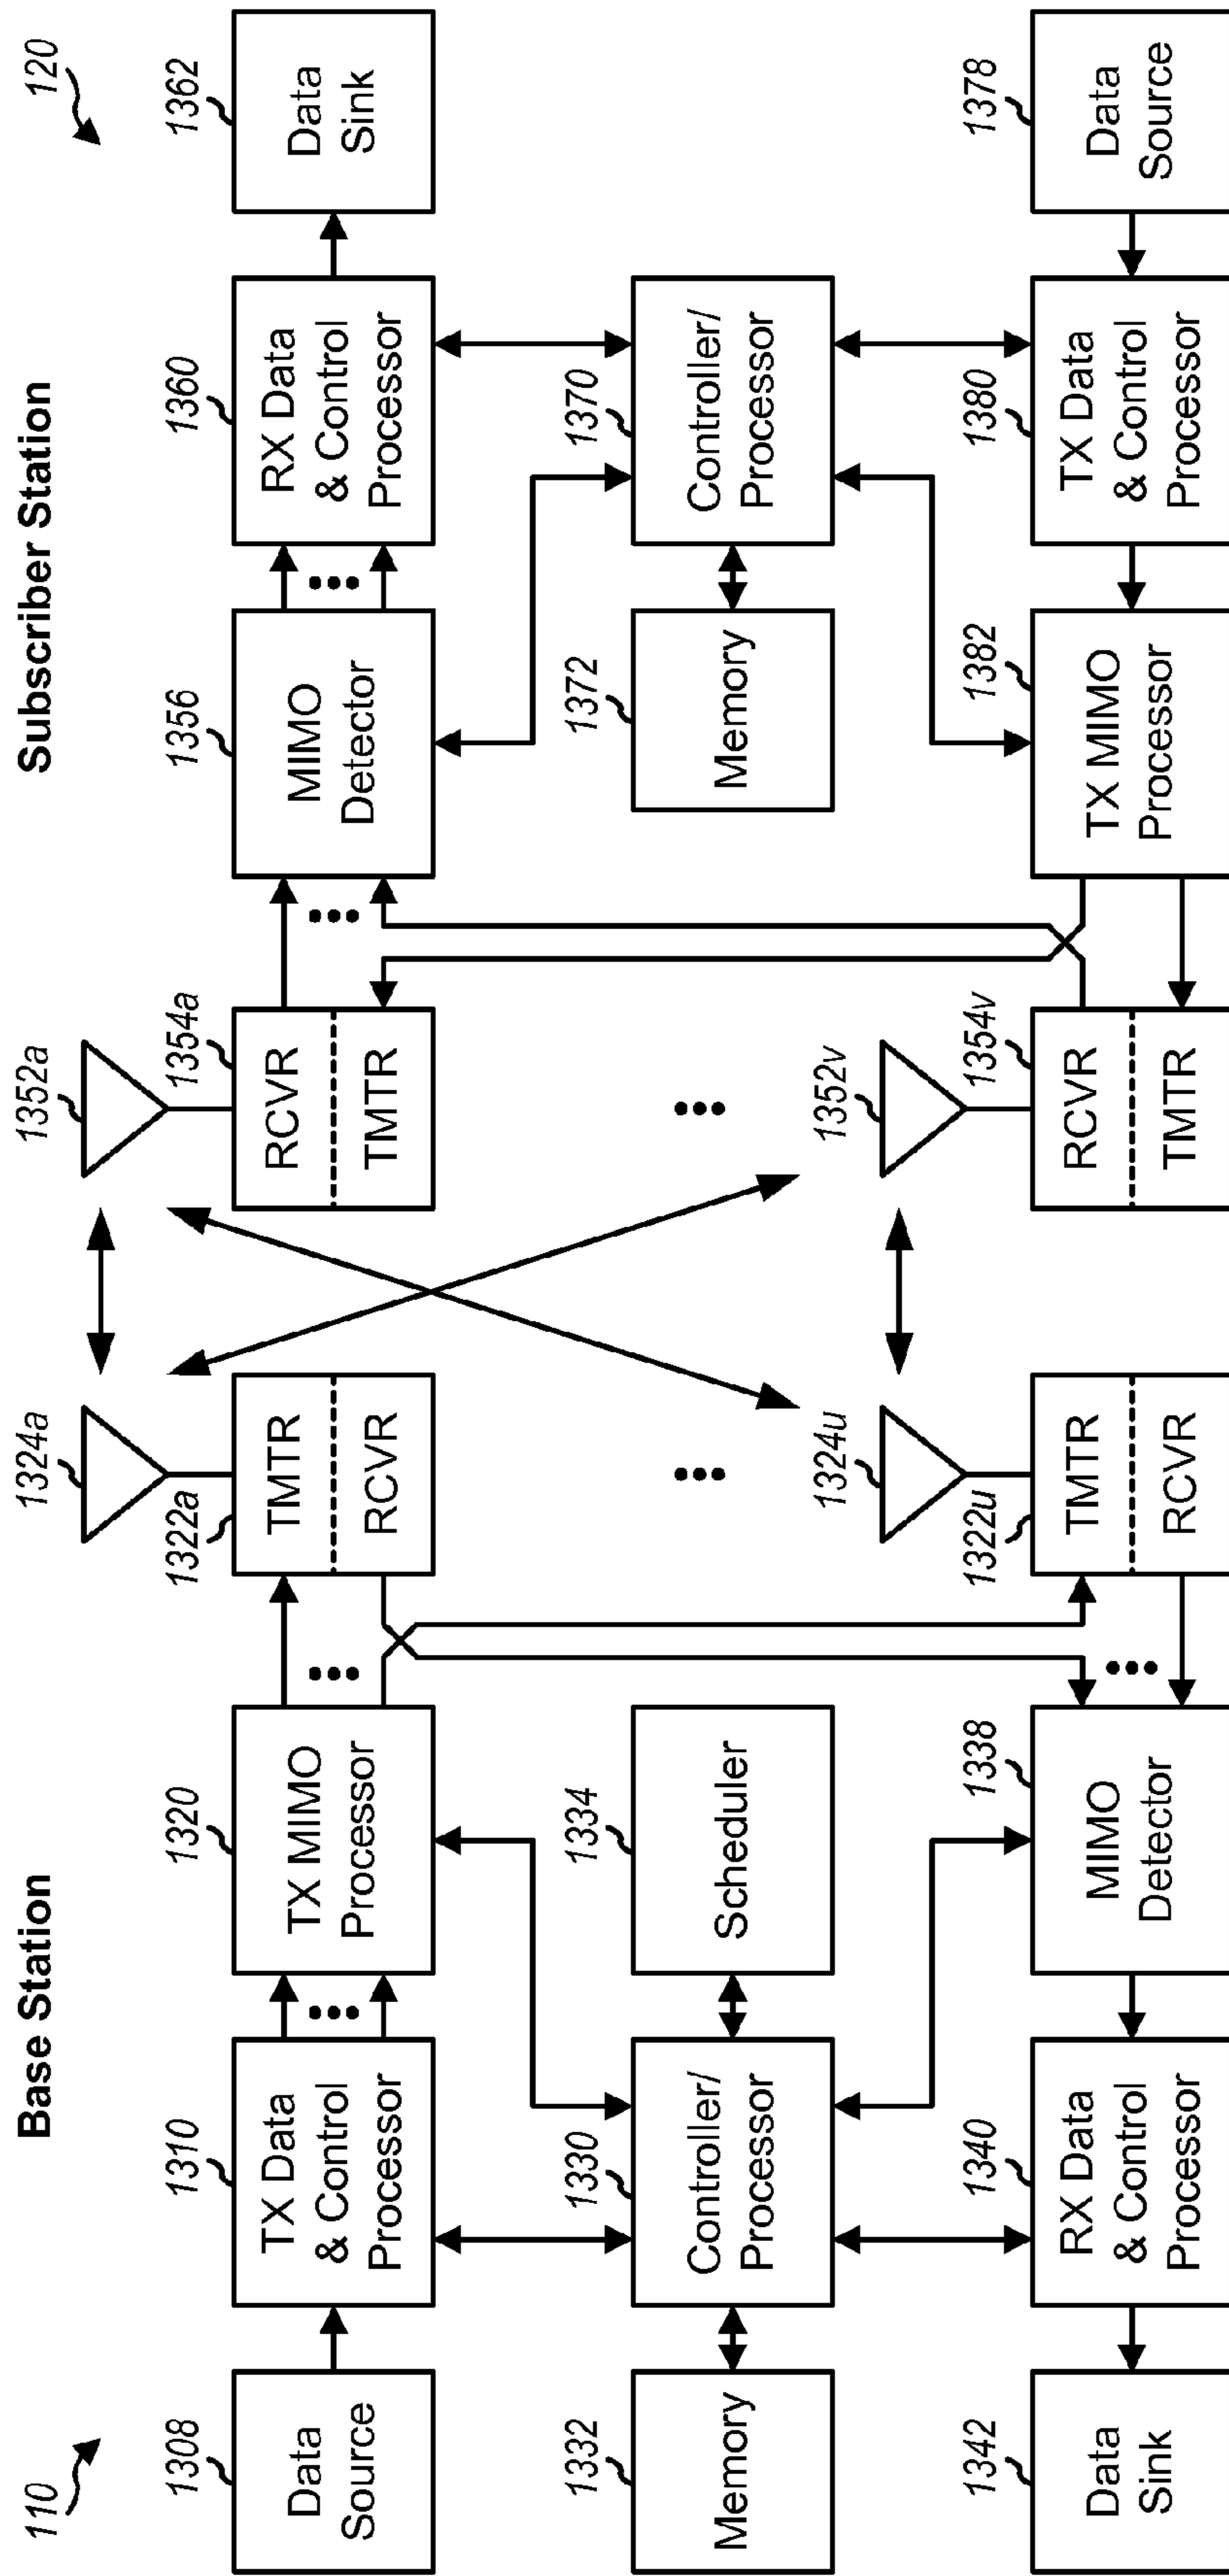 Base Station
Subscriber Station
110
120
1308
Data
Source
1310
TX Data
& Control
Processor
1320
TX MIMO
Processor
1324a
1322a
TMTR
RCVR
1352a
1354a
RCVR
TMTR
1356
MIMO
Detector
1360
RX Data
& Control
Processor
1362
Data
Sink
1332
Memory
1330
Controller/
Processor
1334
Scheduler
1372
Memory
1370
Controller/
Processor
1342
Data
Sink
1340
RX Data
& Control
Processor
1338
MIMO
Detector
1324u
1322u
TMTR
RCVR
1352v
1354v
RCVR
TMTR
1382
TX MIMO
Processor
1380
TX Data
& Control
Processor
1378
Data
Source